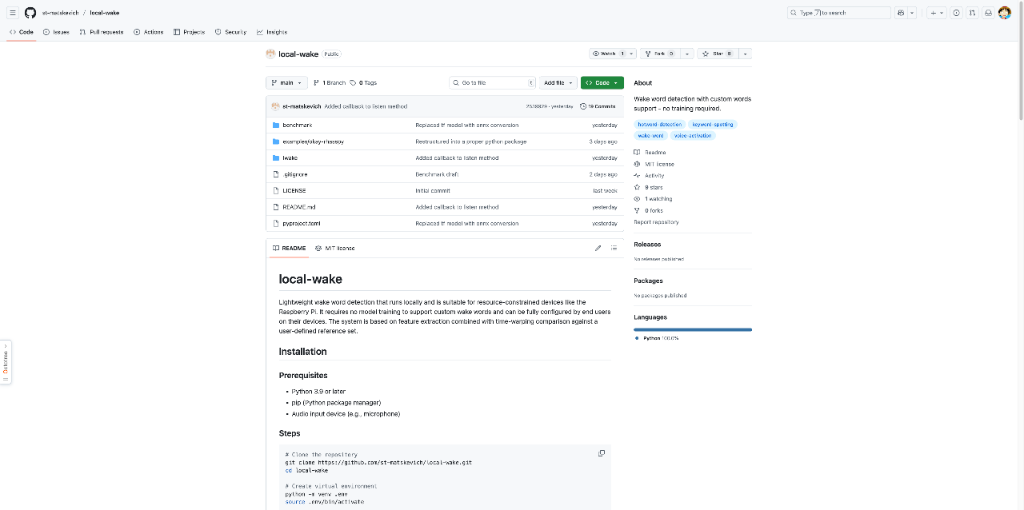 st-matskevich / local-wake
Type / to search
Code
Issues
Pull requests
Actions
Projects
Security
Insights
local-wake Public
Watch 1
Fork 0
Star 8
main
1 Branch
0 Tags
Go to file
Add file
Code
st-matskevich Added callback to listen method
yesterday
19 Commits
benchmark Replaced tf model with onnx conversion yesterday
Restructured into a proper python package 3 days ago
lwake Added callback to listen method yesterday
.gitignore Benchmark draft 2 days ago
LICENSE Initial commit last week
README.md Added callback to listen method yesterday
pyproject.toml Replaced tf model with onnx conversion yesterday
README
MIT license
local-wake
Lightweight wake word detection that runs locally and is suitable for resource-constrained devices like the
Raspberry Pi. It requires no model training to support custom wake words and can be fully configured by end users
on their devices. The system is based on feature extraction combined with time-warping comparison against a
user-defined reference set.
Installation
Prerequisites
• Python 3.9 or later
• pip (Python package manager)
• Audio input device (e.g., microphone)
Steps
# Clone the repository
git clone https://github.com/st-matskevich/local-wake.git
cd local-wake
# Create virtual environment
python -m venv .env
source .env/bin/activate
About
Wake word detection with custom words
support – no training required.
hotword-detection keyword-spotting
wake-word voice-activation
Readme
MIT license
Activity
8 stars
1 watching
0 forks
Report repository
Releases
No releases published
Packages
No packages published
Languages
Python 100.0%